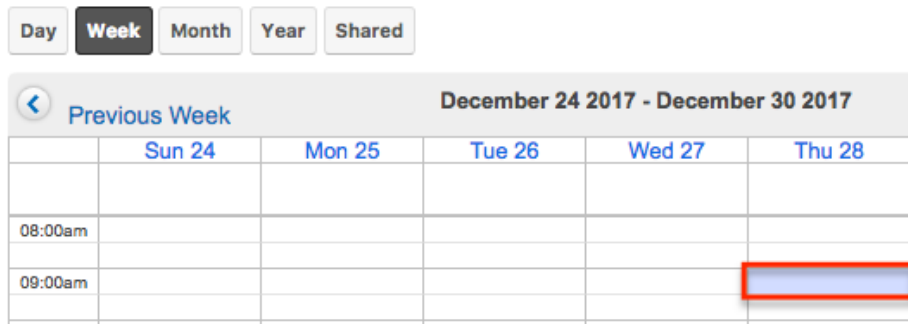 Day Week Month Year Shared
Previous Week December 24 2017 - December 30 2017
Sun 24 Mon 25 Tue 26 Wed 27 Thu 28
08:00am
09:00am